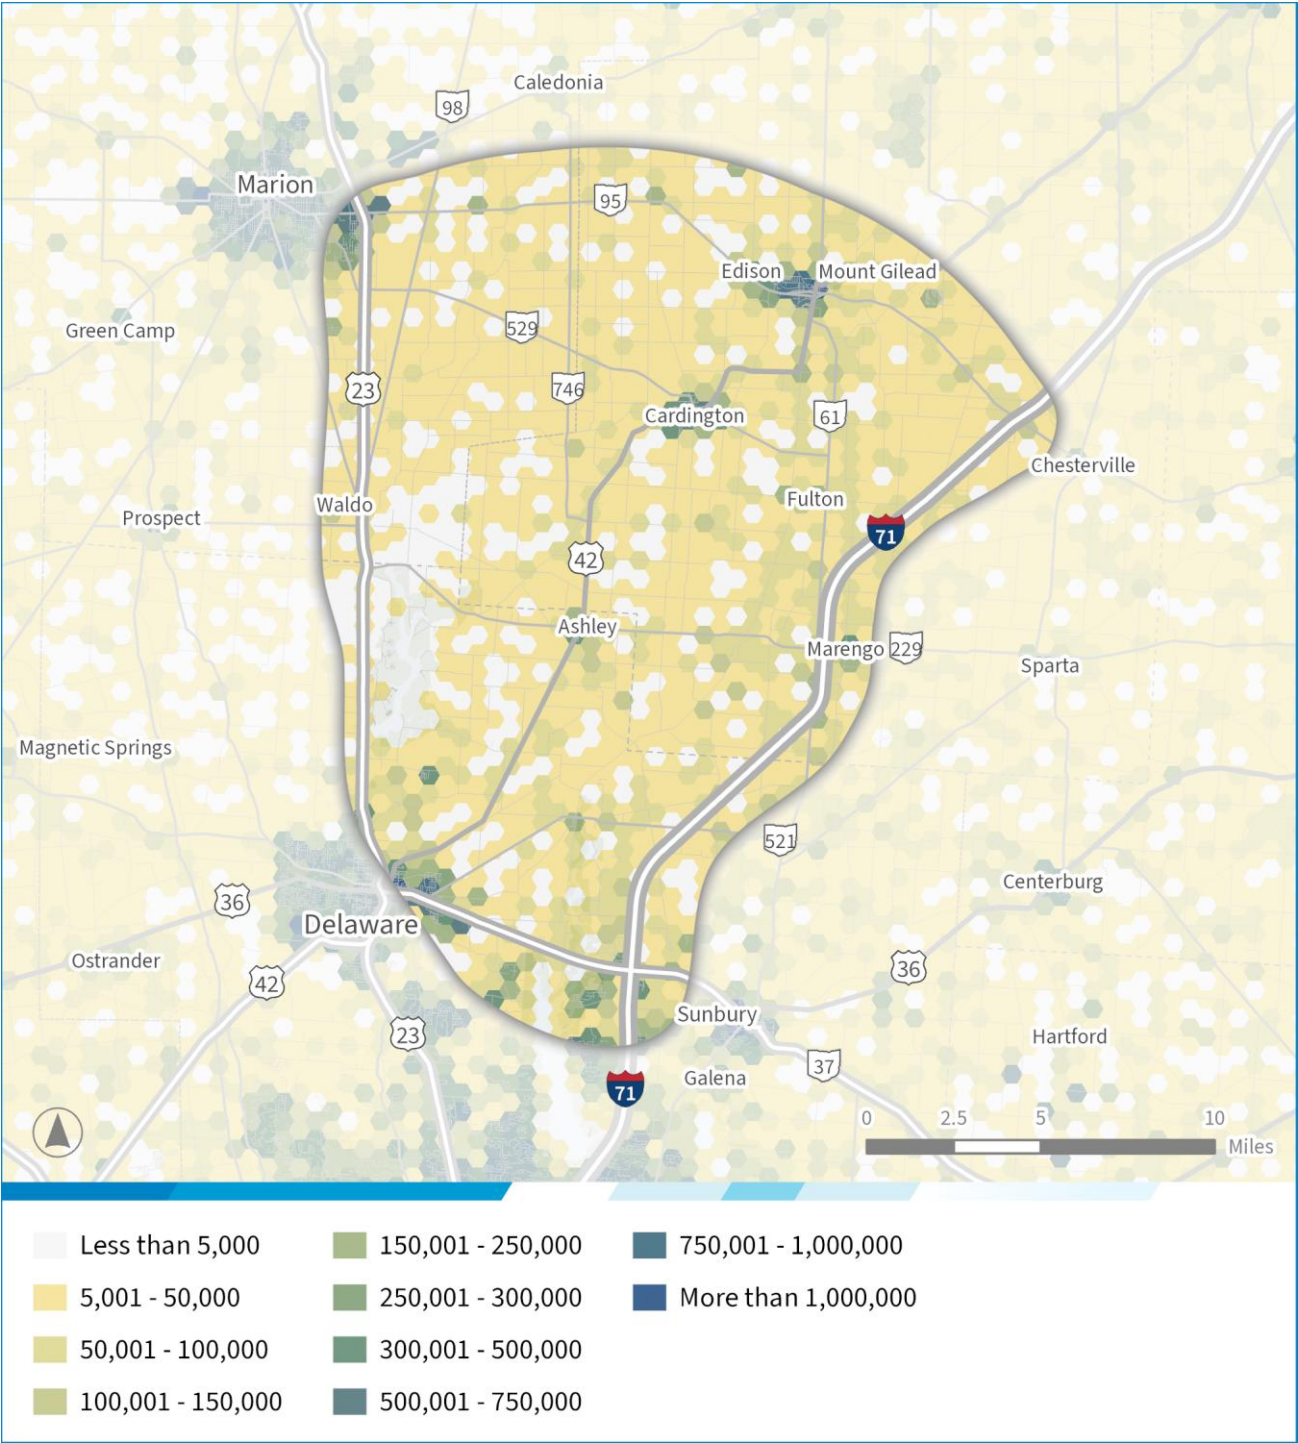 Caledonia
98
Marion
95
Edison
Mount Gilead
Green Camp
529
23
746
Cardington
61
Chesterville
Waldo
Fulton
Prospect
71
42
Ashley
Marengo
229
Sparta
Magnetic Springs
521
36
Centerburg
Delaware
Ostrander
36
42
Sunbury
23
Hartford
37
Galena
71
0 2.5 5 10
Miles
Less than 5,000
5,001 - 50,000
50,001 - 100,000
100,001 - 150,000
150,001 - 250,000
250,001 - 300,000
300,001 - 500,000
500,001 - 750,000
750,001 - 1,000,000
More than 1,000,000